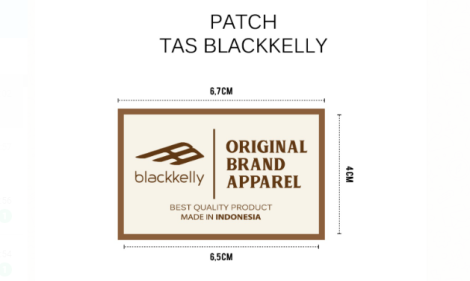 PATCH
TAS BLACKKELLY
6,7CM
ORIGINAL
BRAND
APPAREL
blackkelly
4CM
BEST QUALITY PRODUCT
MADE IN INDONESIA
6,5CM